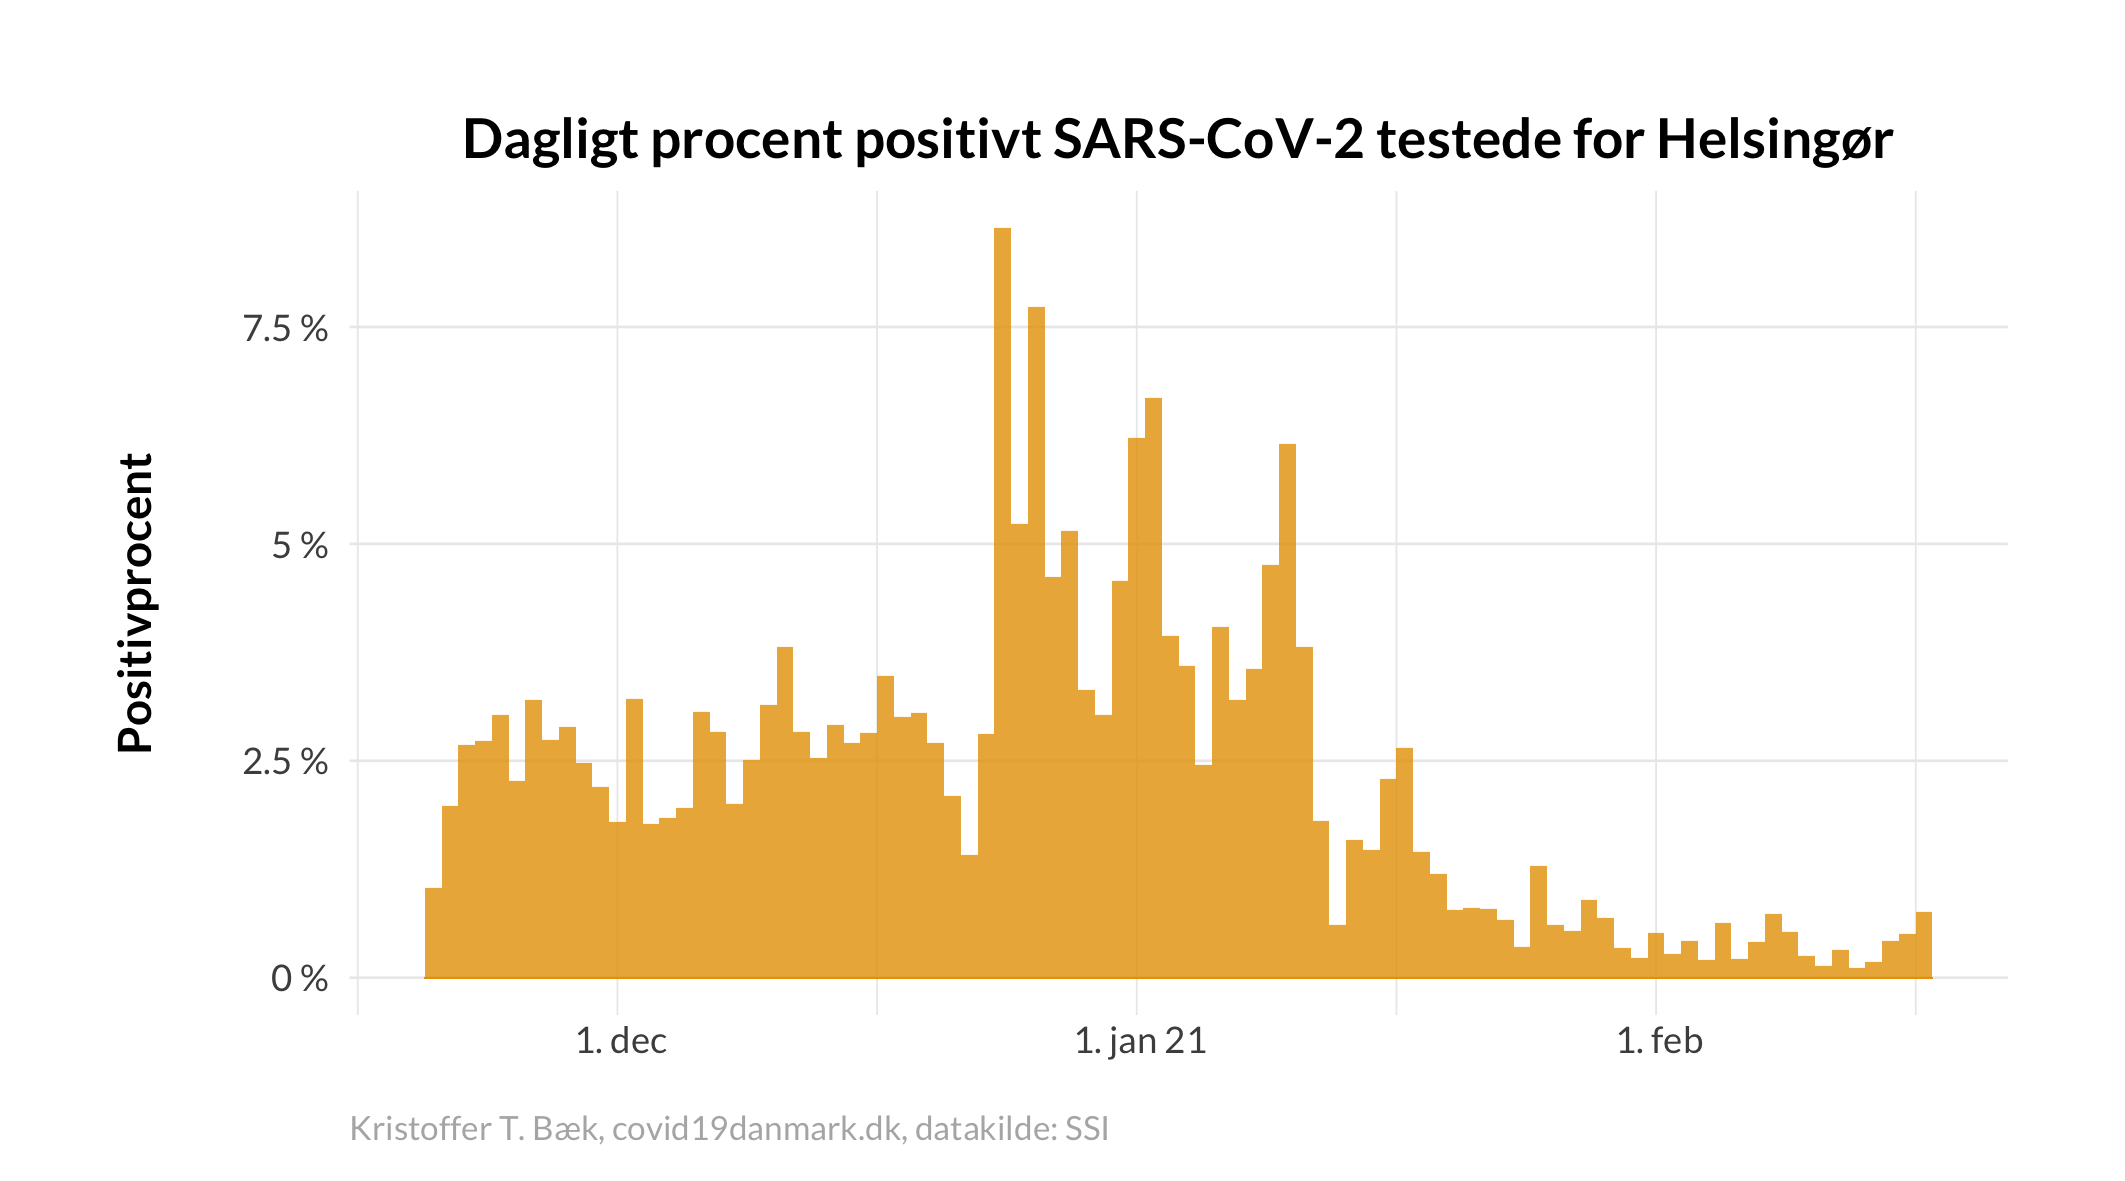 Dagligt procent positivt SARS-CoV-2 testede for Helsingør
Positivprocent
7.5 %
5 %
2.5 %
0 %
1. dec
1. jan 21
1. feb
Kristoffer T. Bæk, covid19danmark.dk, datakilde: SSI